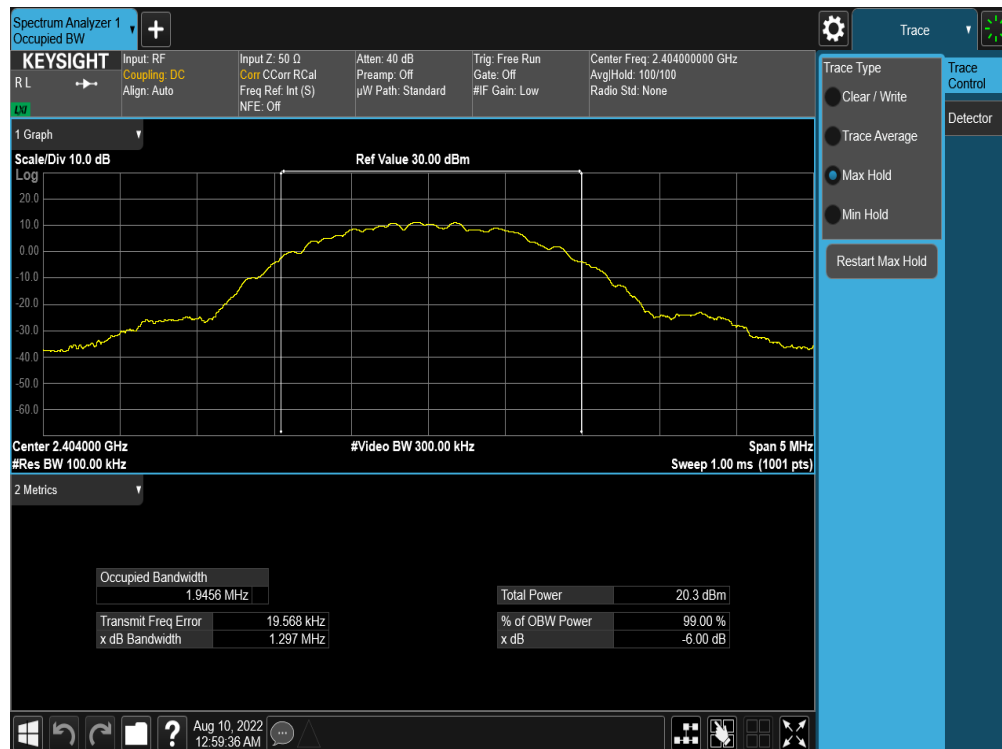 Spectrum Analyzer 1
Occupied BW
Trace
KEYSIGHT
R L
LXI
Input: RF
Coupling: DC
Align: Auto
Input Z: 50 Ω
Corr CCorr RCal
Freq Ref: Int (S)
NFE: Off
Atten: 40 dB
Preamp: Off
µW Path: Standard
Trig: Free Run
Gate: Off
#IF Gain: Low
Center Freq: 2.404000000 GHz
Avg|Hold: 100/100
Radio Std: None
Trace Type
Clear / Write
Trace Average
Max Hold
Min Hold
Restart Max Hold
Trace
Control
Detector
1 Graph
Scale/Div 10.0 dB
Ref Value 30.00 dBm
Log
20.0
10.0
0.00
-10.0
-20.0
-30.0
-40.0
-50.0
-60.0
Center 2.404000 GHz
#Video BW 300.00 kHz
Span 5 MHz
#Res BW 100.00 kHz
Sweep 1.00 ms (1001 pts)
2 Metrics
Occupied Bandwidth
1.9456 MHz
Transmit Freq Error 19.568 kHz
x dB Bandwidth 1.297 MHz
Total Power 20.3 dBm
% of OBW Power 99.00 %
x dB -6.00 dB
?
Aug 10, 2022
12:59:36 AM